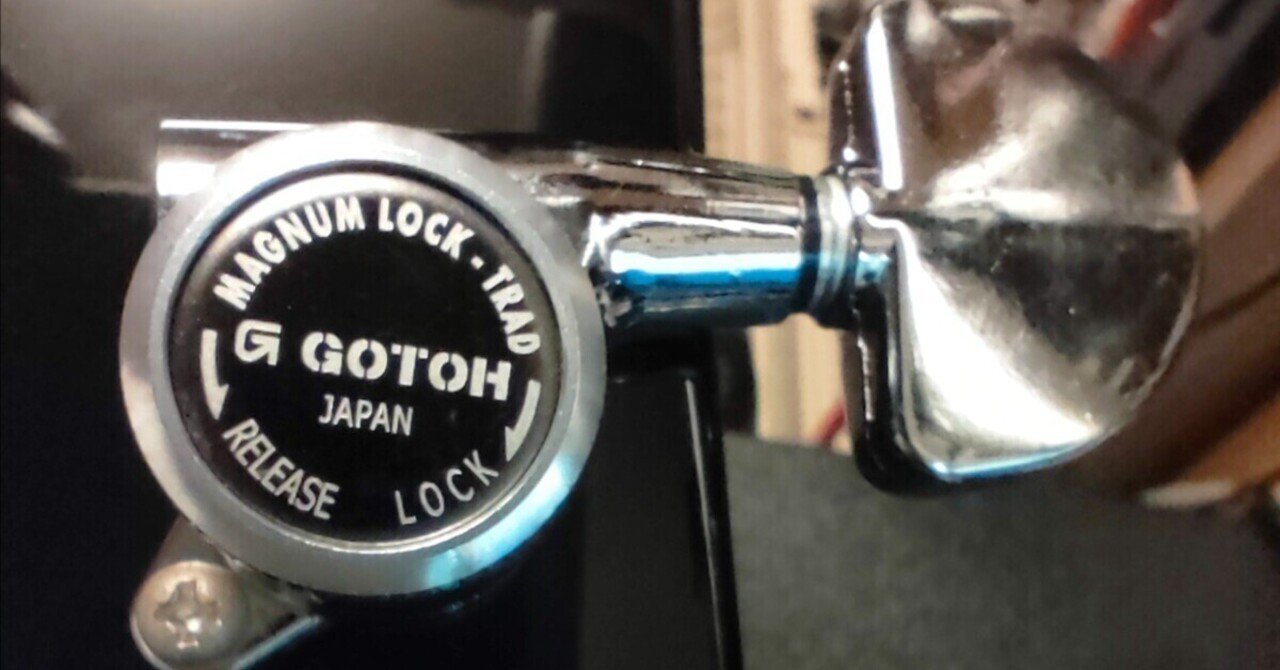 MAGNUM LOCK-TRAD
G GOTOH
JAPAN
RELEASE LOCK